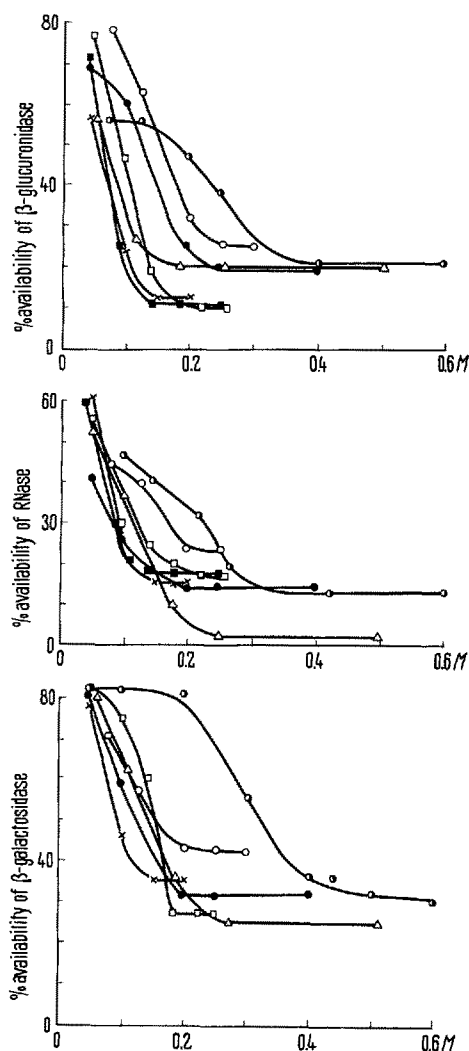 80
40
0
% availability of β-glucuronidase
0 0.2 0.4 0.6 M
60
30
0
% availability of RNase
0 0.2 0.4 0.6 M
80
40
0
% availability of β-galactosidase
0 0.2 0.4 0.6 M